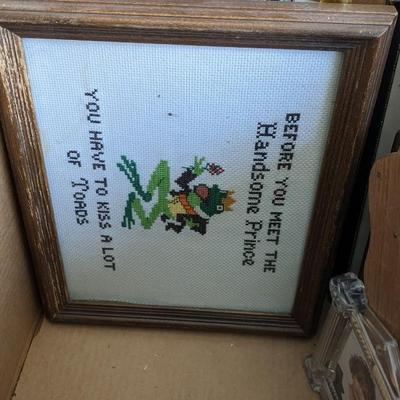 BEFORE YOU MEET THE
Handsome Prince
YOU HAVE TO KISS A LOT
OF TOADS